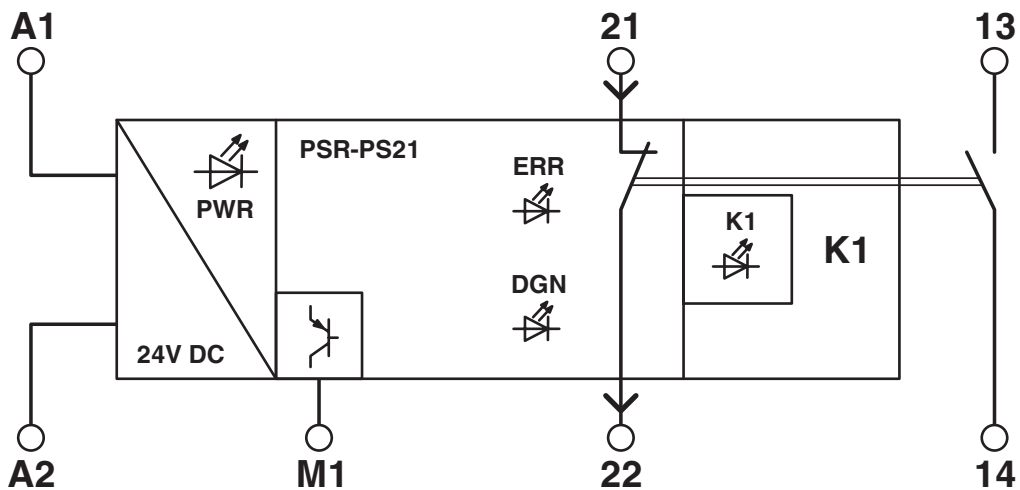 A1
21
13
PSR-PS21
ERR
PWR
K1
K1
DGN
24V DC
A2
M1
22
14